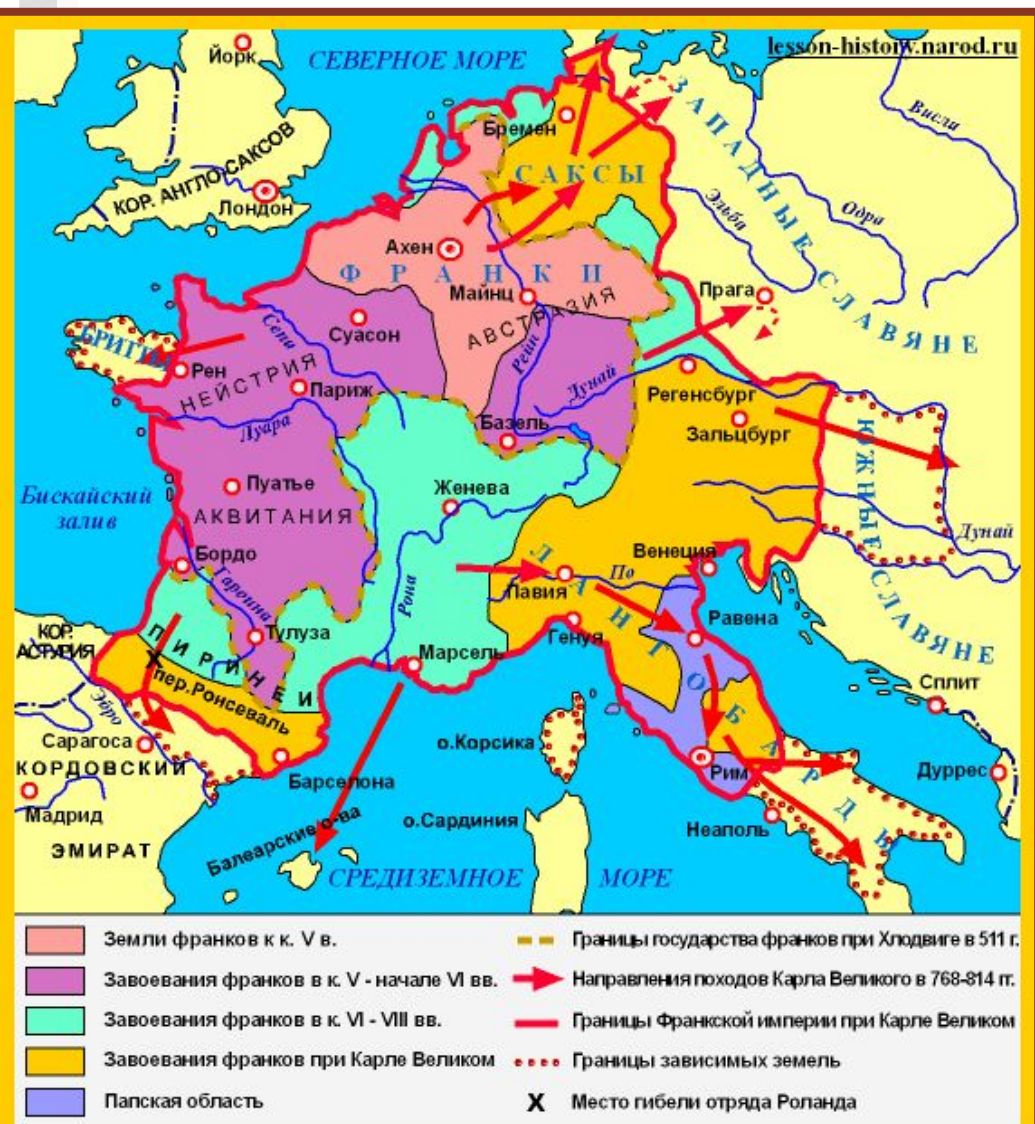 lesson-history.narod.ru
Йорк
СЕВЕРНОЕ МОРЕ
ЗАПАДНЫЕ СЛАВЯНЕ
Висли
Бремен
САКСЫ
КОР. АНГЛО-САКСОВ
Лондон
Эльба
Одра
Ахен
ФРАНКИ
Майнц
АВСТРАЗИЯ
Прага
Сена
Суасон
Рейн
БРИТИЯ
Рен
НЕЙСТРИЯ
Париж
Дунай
Регенсбург
Луара
Базель
Зальцбург
ЮЖНЫЕ СЛАВЯНЕ
Бискайский
залив
Пуатье
Женева
АКВИТАНИЯ
Дунай
Бордо
Венеция
ЛАНГОБАРДЫ
По
Гаронна
Рона
Павия
Равена
КОР.
АСТУРИЯ
ПИРИНЕИ
Тулуза
Марсель
Генуя
пер.Ронсеваль
Сплит
Эбро
Сарагоса
о.Корсика
КОРДОВСКИЙ
Барселона
Рим
Дуррес
Мадрид
Балеарские о-ва
о.Сардиния
Неаполь
ЭМИРАТ
СРЕДИЗЕМНОЕ МОРЕ
Земли франков к к. V в.
Завоевания франков в к. V - начале VI вв.
Завоевания франков в к. VI - VIII вв.
Завоевания франков при Карле Великом
Папская область
Границы государства франков при Хлодвиге в 511 г.
Направления походов Карла Великого в 768-814 гг.
Границы Франкской империи при Карле Великом
Границы зависимых земель
X Место гибели отряда Роланда